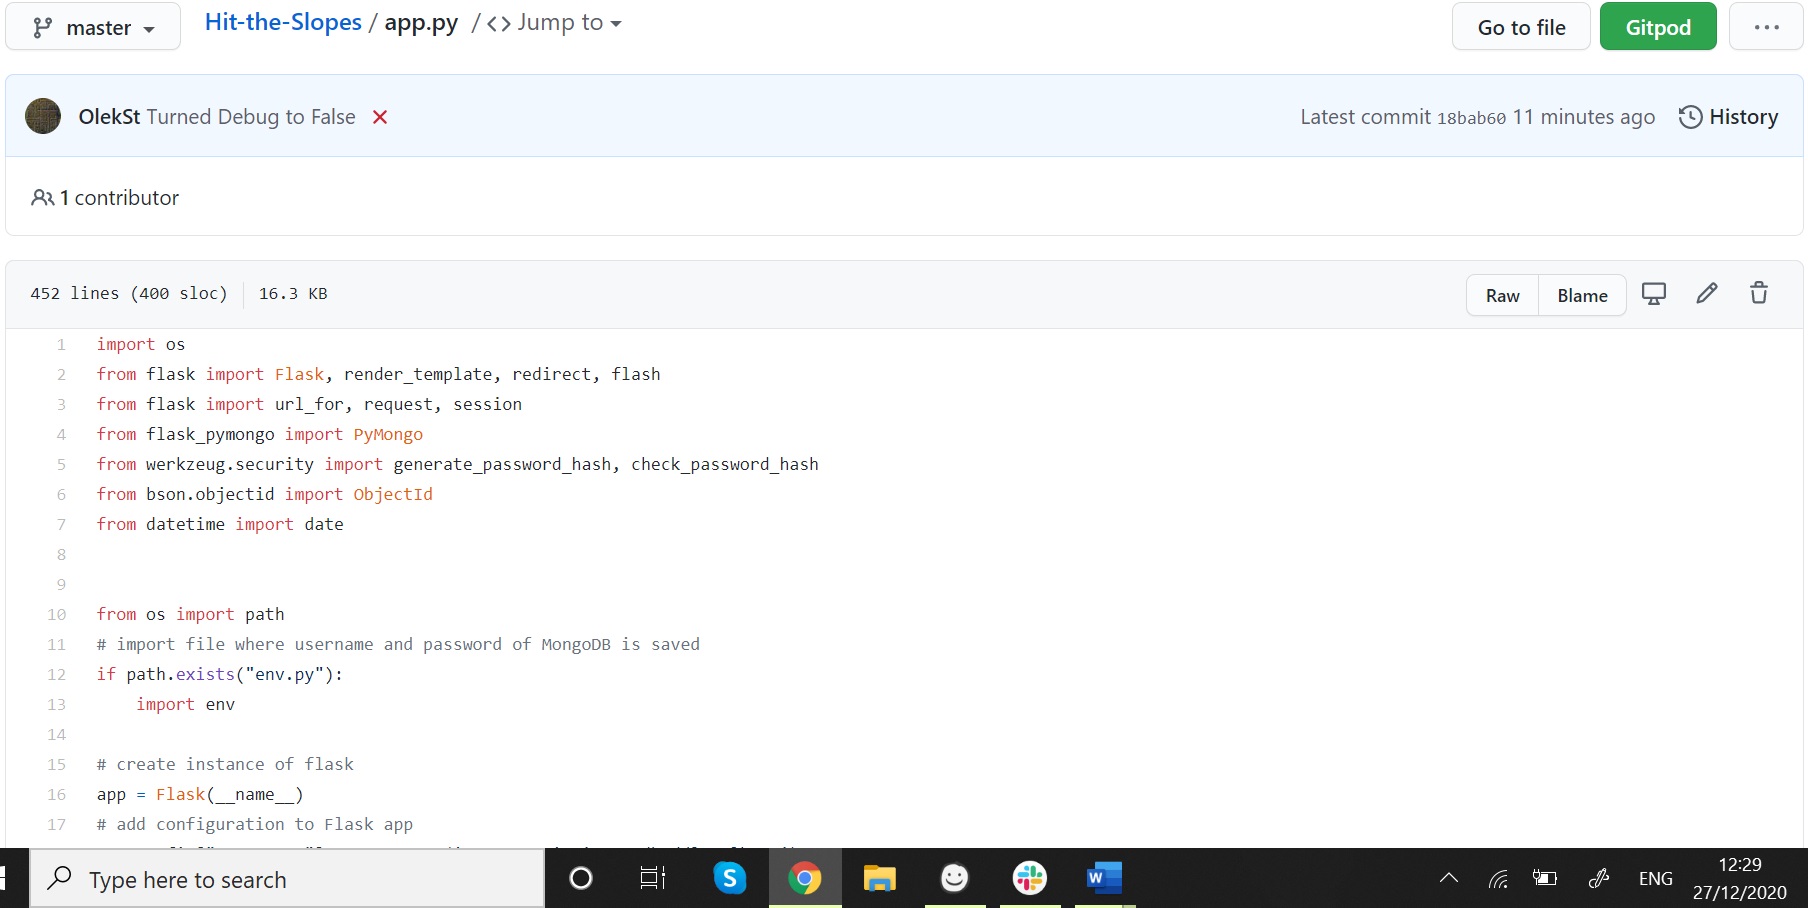 master
Hit-the-Slopes / app.py / <> Jump to
Go to file
Gitpod
...
OlekSt Turned Debug to False
Latest commit 18bab60 11 minutes ago
History
1 contributor
452 lines (400 sloc)
16.3 KB
Raw
Blame
1 import os
2 from flask import Flask, render_template, redirect, flash
3 from flask import url_for, request, session
4 from flask_pymongo import PyMongo
5 from werkzeug.security import generate_password_hash, check_password_hash
6 from bson.objectid import ObjectId
7 from datetime import date
8
9
10 from os import path
11 # import file where username and password of MongoDB is saved
12 if path.exists("env.py"):
13     import env
14
15 # create instance of flask
16 app = Flask(__name__)
17 # add configuration to Flask app
Type here to search
S
W
ENG
12:29
27/12/2020